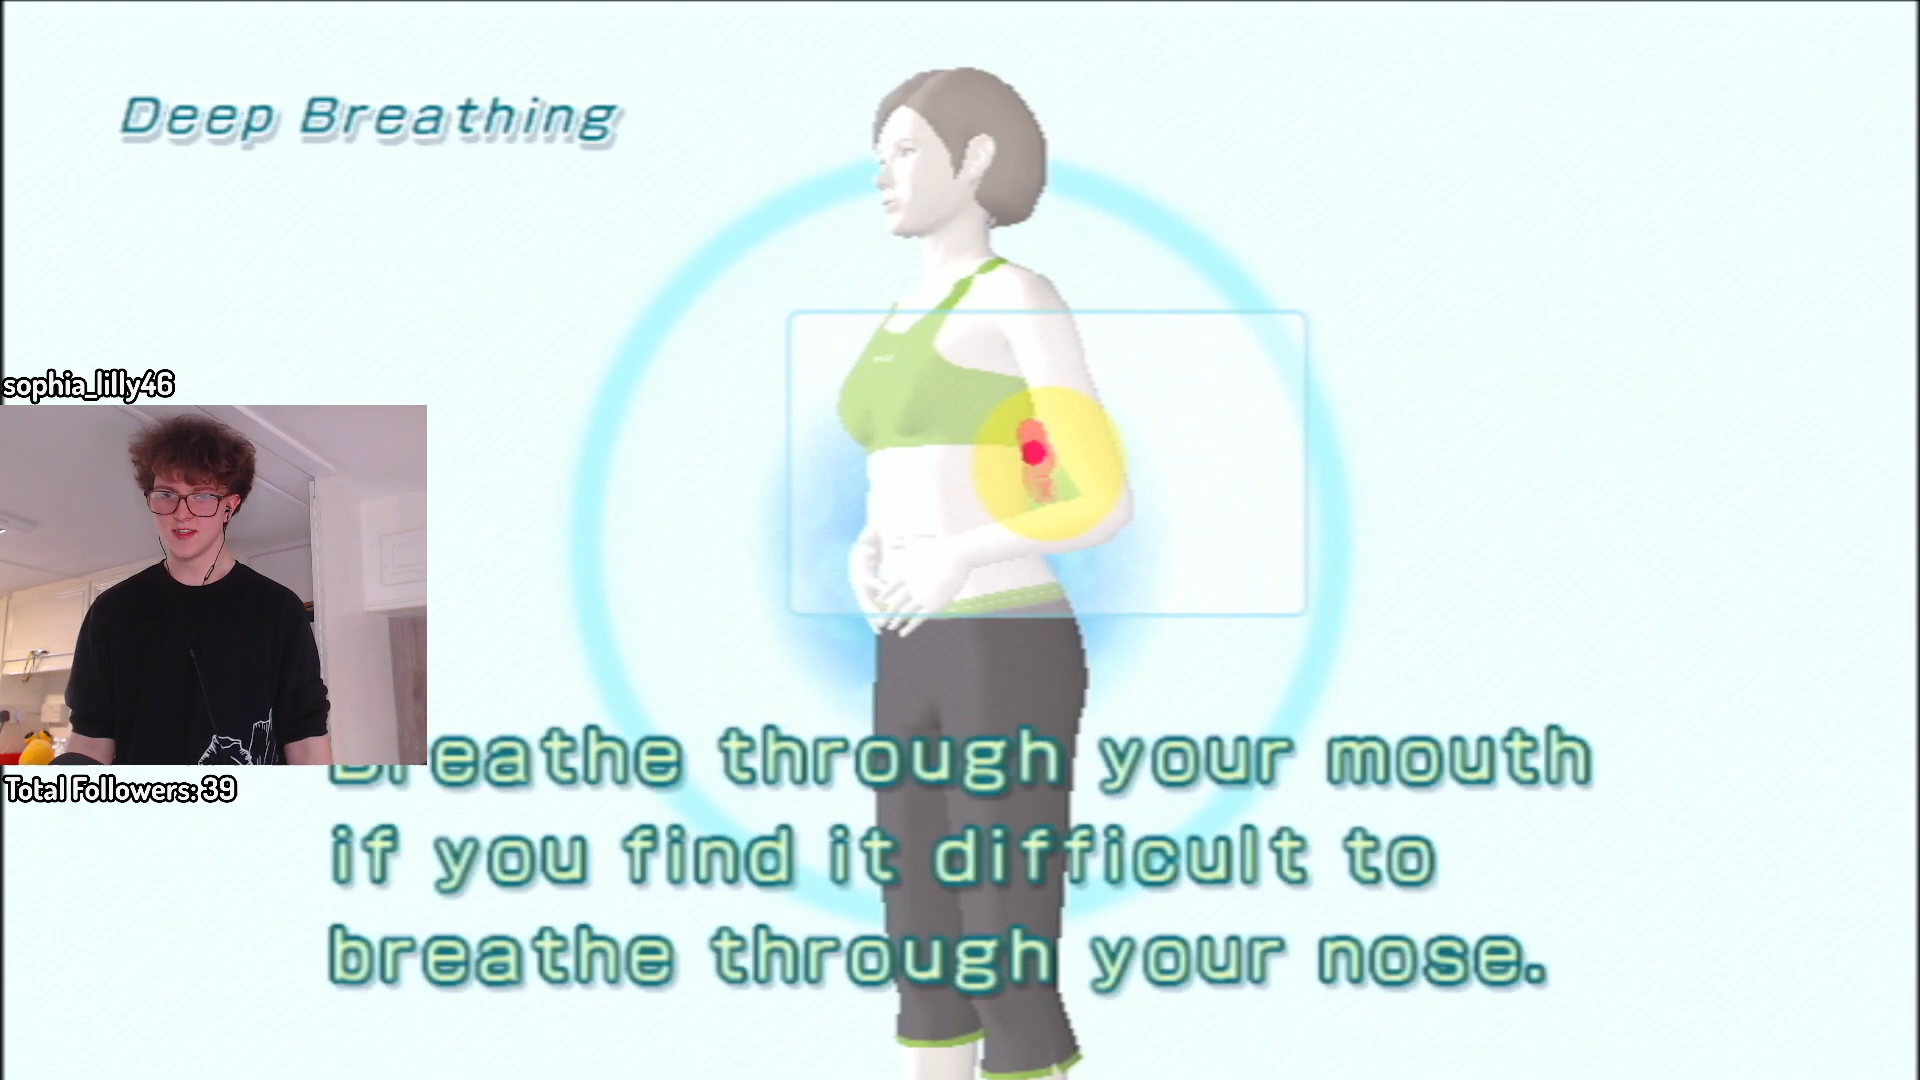 Deep Breathing
sophia_lilly46
Breathe through your mouth
if you find it difficult to
breathe through your nose.
Total Followers: 39